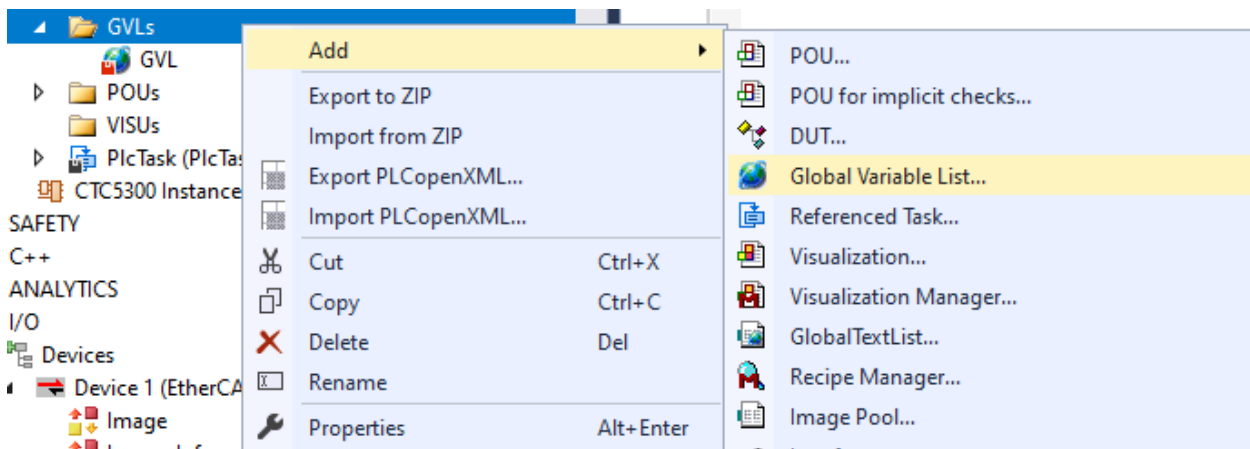 GVLs
GVL
POUs
VISUs
PlcTask (PlcTas
CTC5300 Instance
SAFETY
C++
ANALYTICS
I/O
Devices
Device 1 (EtherCA
Image
Add
Export to ZIP
Import from ZIP
Export PLCopenXML...
Import PLCopenXML...
Cut Ctrl+X
Copy Ctrl+C
Delete Del
Rename
Properties Alt+Enter
POU...
POU for implicit checks...
DUT...
Global Variable List...
Referenced Task...
Visualization...
Visualization Manager...
GlobalTextList...
Recipe Manager...
Image Pool...